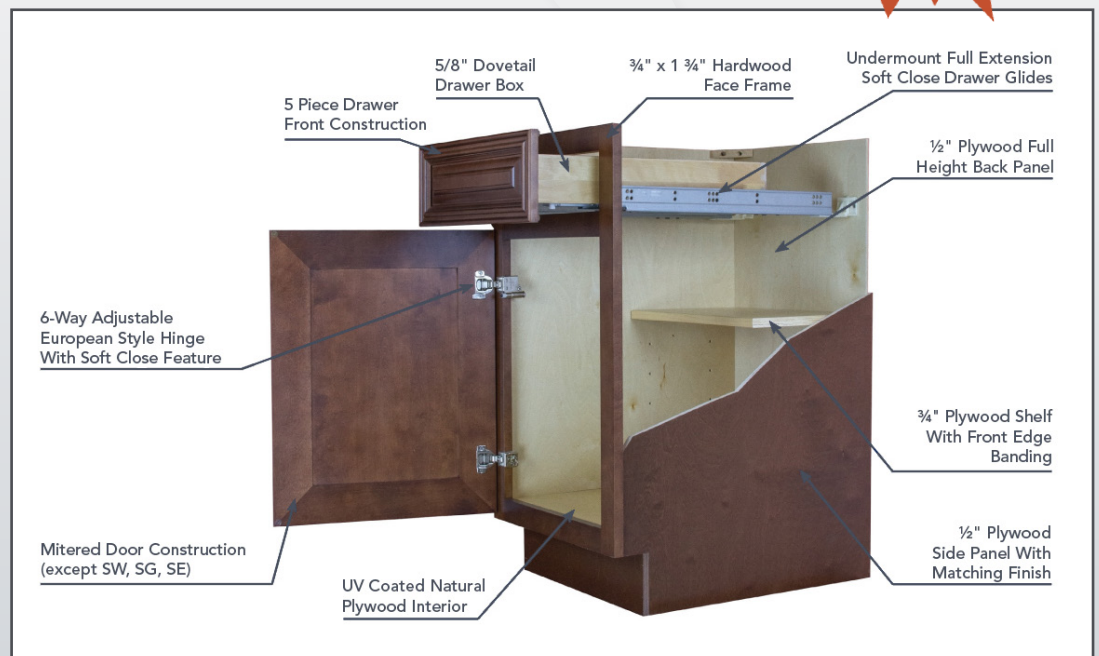 5/8" Dovetail
Drawer Box
¾" x 1 ¾" Hardwood
Face Frame
Undermount Full Extension
Soft Close Drawer Glides
5 Piece Drawer
Front Construction
½" Plywood Full
Height Back Panel
6-Way Adjustable
European Style Hinge
With Soft Close Feature
¾" Plywood Shelf
With Front Edge
Banding
Mitered Door Construction
(except SW, SG, SE)
UV Coated Natural
Plywood Interior
½" Plywood
Side Panel With
Matching Finish